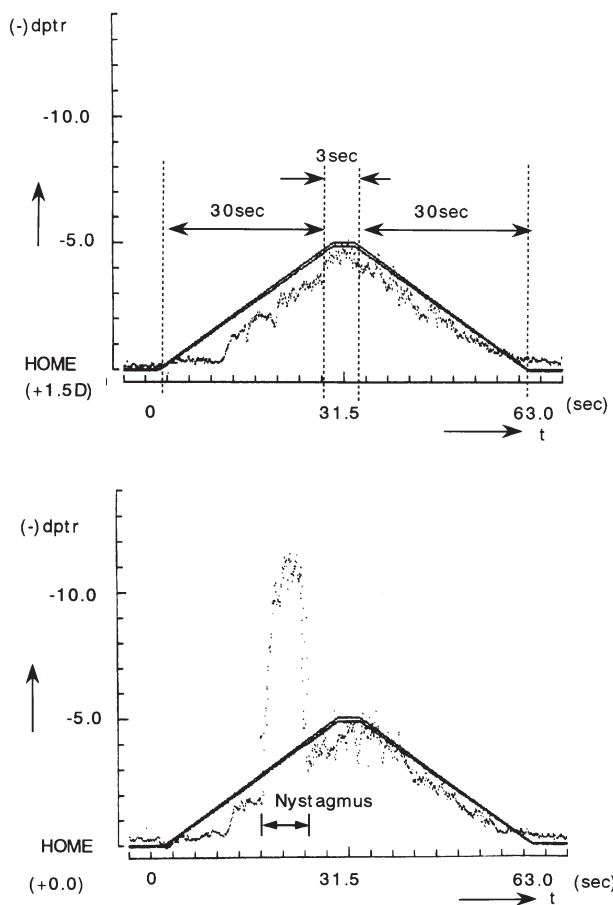 (-) dptr
-10.0
3sec
30sec 30sec
-5.0
HOME
(+1.5D)
0 31.5 63.0 (sec)
t
(-) dptr
-10.0
-5.0
Nystagmus
HOME
(+0.0)
0 31.5 63.0 (sec)
t